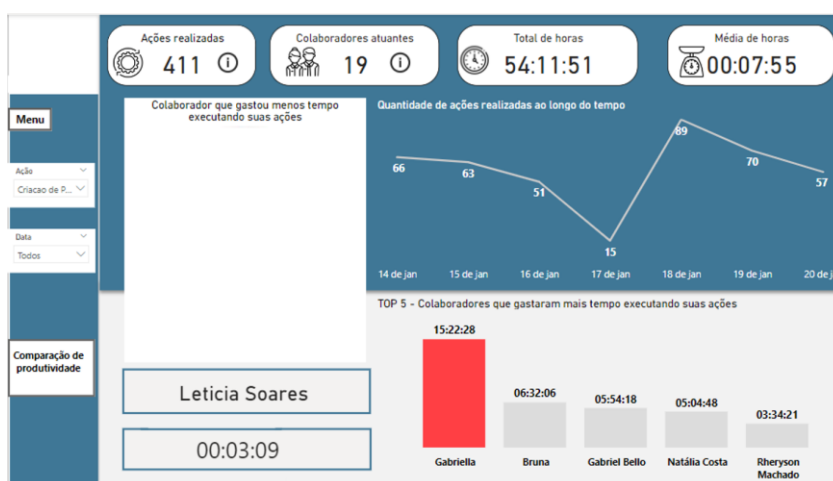 Ações realizadas
411
Colaboradores atuantes
19
Total de horas
54:11:51
Média de horas
00:07:55
Menu
Ação
Criacao de P...
Data
Todos
Comparação de
produtividade
Colaborador que gastou menos tempo
executando suas ações
Leticia Soares
00:03:09
Quantidade de ações realizadas ao longo do tempo
66
63
51
15
89
70
57
14 de jan
15 de jan
16 de jan
17 de jan
18 de jan
19 de jan
20 de j
TOP 5 - Colaboradores que gastaram mais tempo executando suas ações
15:22:28
06:32:06
05:54:18
05:04:48
03:34:21
Gabriella
Bruna
Gabriel Bello
Natália Costa
Rheryson
Machado